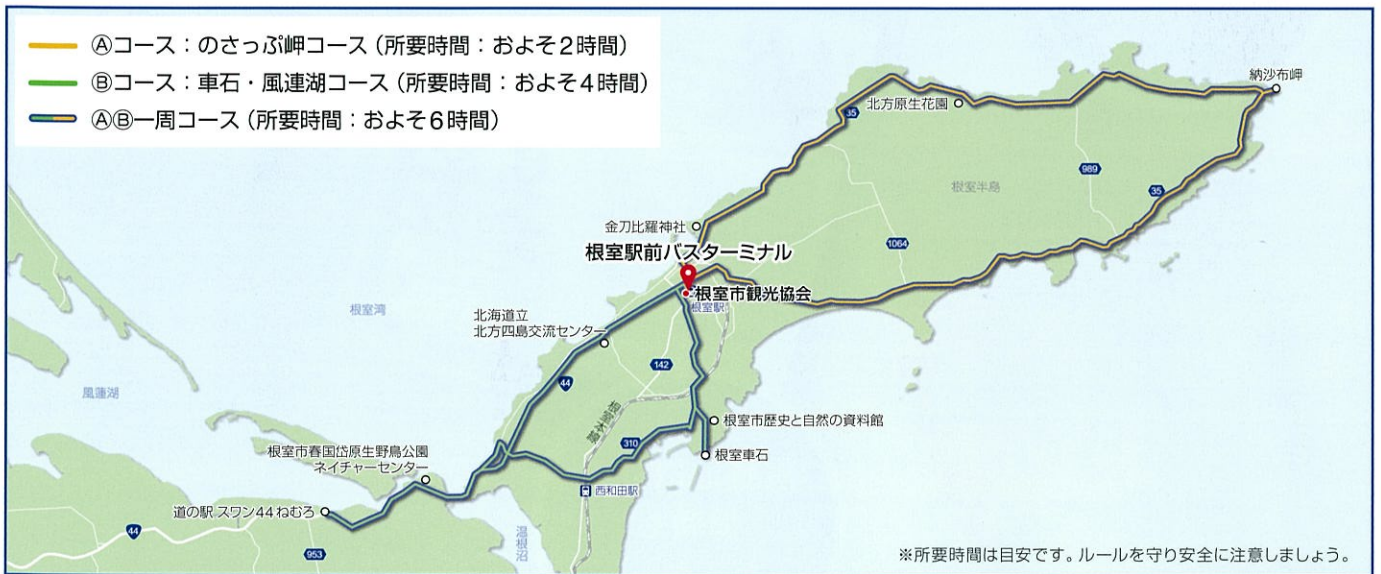 Ⓐコース：のさっぷ岬コース（所要時間：およそ2時間）
Ⓑコース：車石・風連湖コース（所要時間：およそ4時間）
ⒶⒷ一周コース（所要時間：およそ6時間）
納沙布岬
北方原生花園
35
989
根室半島
35
金刀比羅神社
1064
根室駅前バスターミナル
根室市観光協会
根室駅
根室湾
北海道立
北方四島交流センター
142
44
風蓮湖
根室本線
根室市歴史と自然の資料館
310
根室車石
根室市春国岱原生野鳥公園
ネイチャーセンター
西和田駅
道の駅 スワン44ねむろ
44
温根沼
953
※所要時間は目安です。ルールを守り安全に注意しましょう。